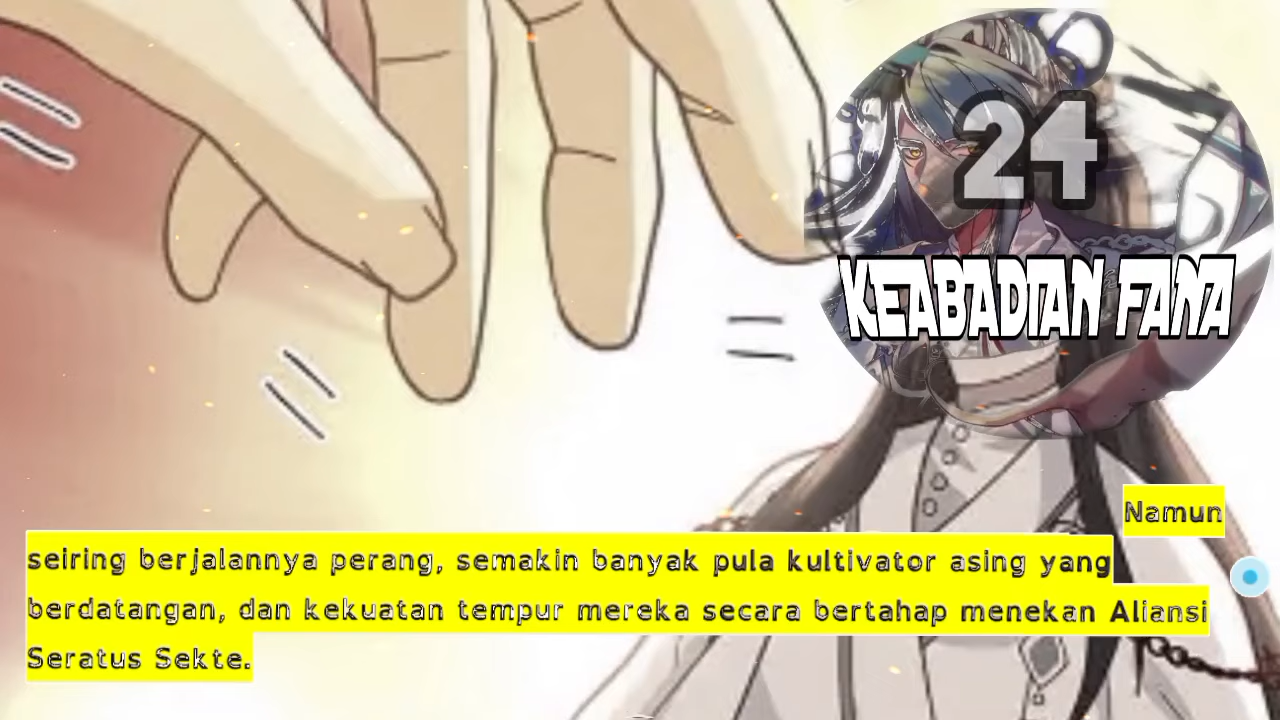 24
KEABADIAN FANA
Namun
seiring berjalannya perang, semakin banyak pula kultivator asing yang
berdatangan, dan kekuatan tempur mereka secara bertahap menekan Aliansi
Seratus Sekte.